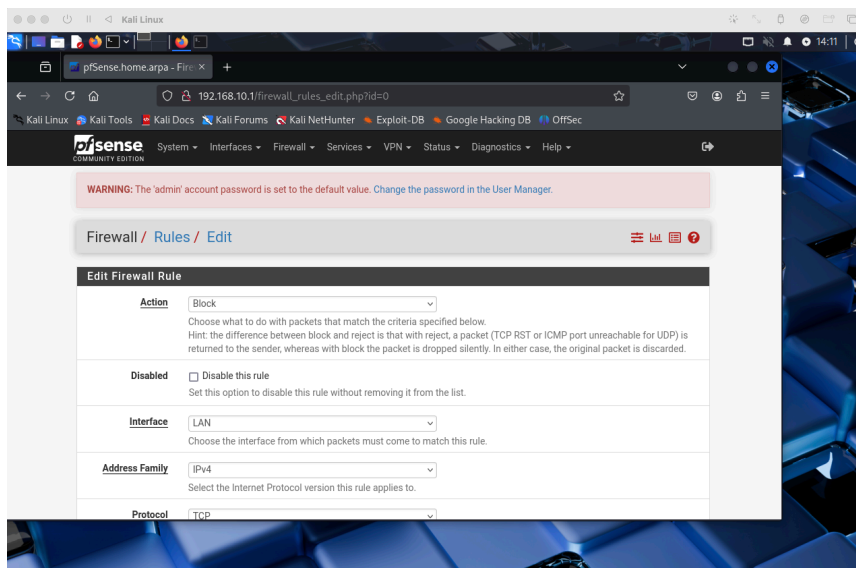 Kali Linux
14:11
pfSense.home.arpa - Fire
192.168.10.1/firewall_rules_edit.php?id=0
Kali Linux Kali Tools Kali Docs Kali Forums Kali NetHunter Exploit-DB Google Hacking DB OffSec
pfsense System Interfaces Firewall Services VPN Status Diagnostics Help
COMMUNITY EDITION
WARNING: The 'admin' account password is set to the default value. Change the password in the User Manager.
Firewall / Rules / Edit
Edit Firewall Rule
Action Block
Choose what to do with packets that match the criteria specified below.
Hint: the difference between block and reject is that with reject, a packet (TCP RST or ICMP port unreachable for UDP) is
returned to the sender, whereas with block the packet is dropped silently. In either case, the original packet is discarded.
Disabled Disable this rule
Set this option to disable this rule without removing it from the list.
Interface LAN
Choose the interface from which packets must come to match this rule.
Address Family IPv4
Select the Internet Protocol version this rule applies to.
Protocol TCP